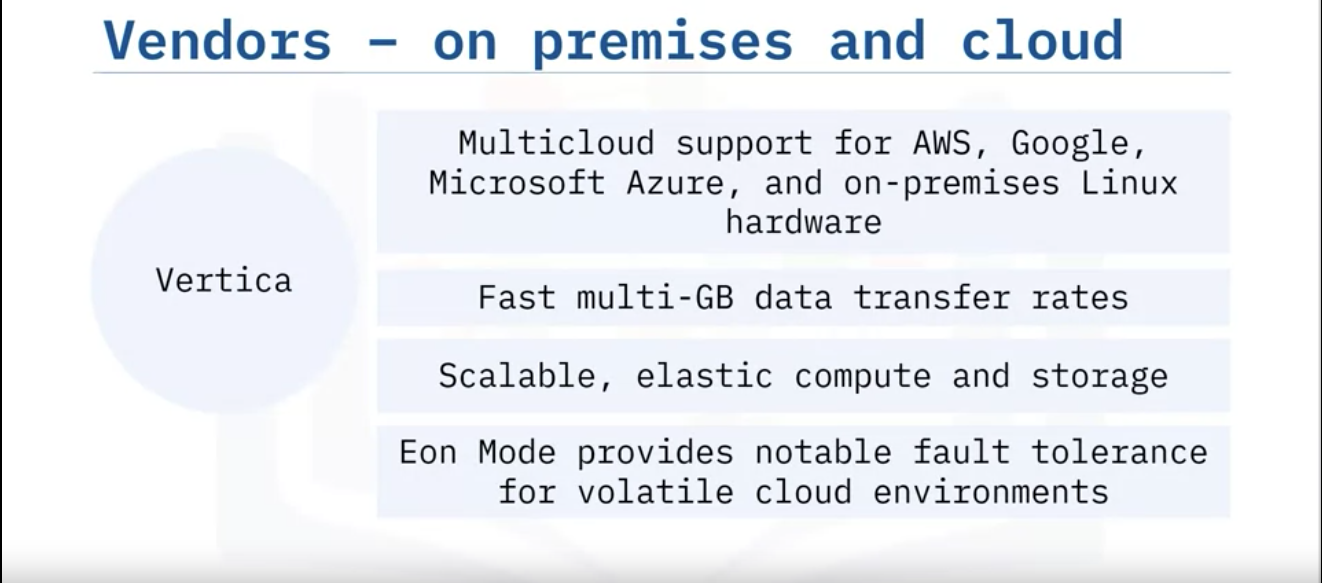 Vendors – on premises and cloud
Vertica
Multicloud support for AWS, Google,
Microsoft Azure, and on-premises Linux
hardware
Fast multi-GB data transfer rates
Scalable, elastic compute and storage
Eon Mode provides notable fault tolerance
for volatile cloud environments